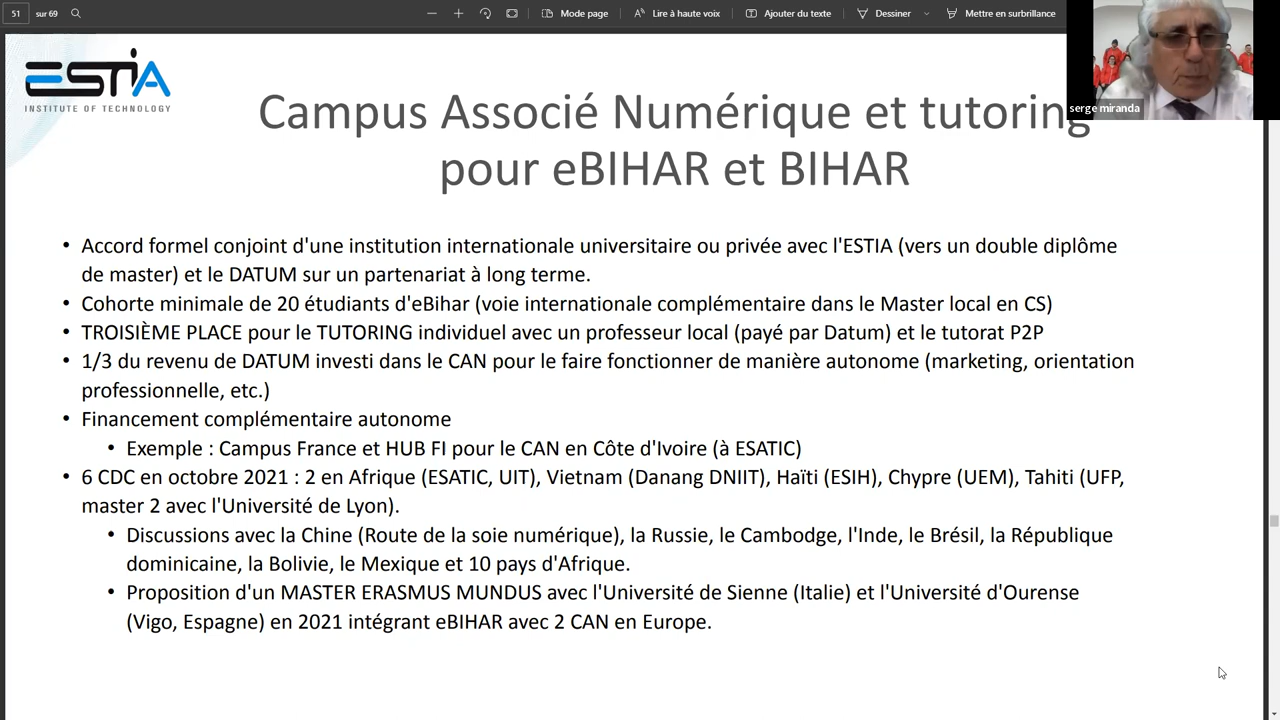 51 sur 69 Mode page Lire à haute voix Ajouter du texte Dessiner Mettre en surbrillance
ESTIA
INSTITUTE OF TECHNOLOGY
serge miranda
Campus Associé Numérique et tutoring
pour eBIHAR et BIHAR
• Accord formel conjoint d'une institution internationale universitaire ou privée avec l'ESTIA (vers un double diplôme
de master) et le DATUM sur un partenariat à long terme.
• Cohorte minimale de 20 étudiants d'eBihar (voie internationale complémentaire dans le Master local en CS)
• TROISIÈME PLACE pour le TUTORING individuel avec un professeur local (payé par Datum) et le tutorat P2P
• 1/3 du revenu de DATUM investi dans le CAN pour le faire fonctionner de manière autonome (marketing, orientation
professionnelle, etc.)
• Financement complémentaire autonome
• Exemple : Campus France et HUB FI pour le CAN en Côte d'Ivoire (à ESATIC)
• 6 CDC en octobre 2021 : 2 en Afrique (ESATIC, UIT), Vietnam (Danang DNIIT), Haïti (ESIH), Chypre (UEM), Tahiti (UFP,
master 2 avec l'Université de Lyon).
• Discussions avec la Chine (Route de la soie numérique), la Russie, le Cambodge, l'Inde, le Brésil, la République
dominicaine, la Bolivie, le Mexique et 10 pays d'Afrique.
• Proposition d'un MASTER ERASMUS MUNDUS avec l'Université de Sienne (Italie) et l'Université d'Ourense
(Vigo, Espagne) en 2021 intégrant eBIHAR avec 2 CAN en Europe.